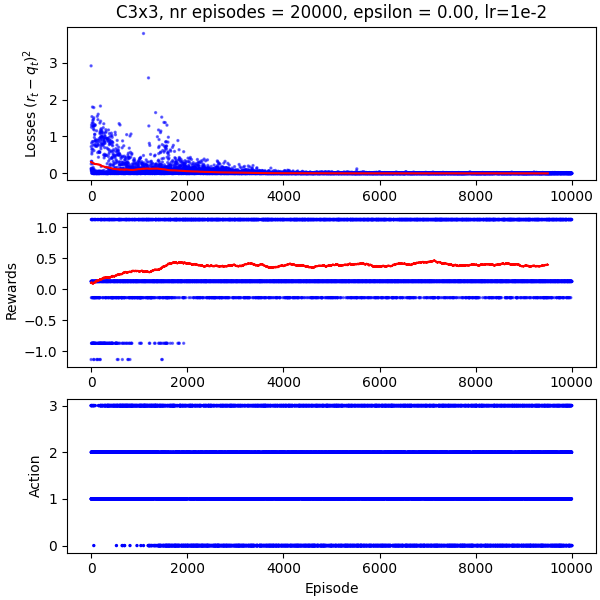 C3x3, nr episodes = 20000, epsilon = 0.00, lr=1e-2
Losses (rₜ − qₜ)²
3
2
1
0
0 2000 4000 6000 8000 10000
Rewards
1.0
0.5
0.0
−0.5
−1.0
0 2000 4000 6000 8000 10000
Action
3
2
1
0
0 2000 4000 6000 8000 10000
Episode